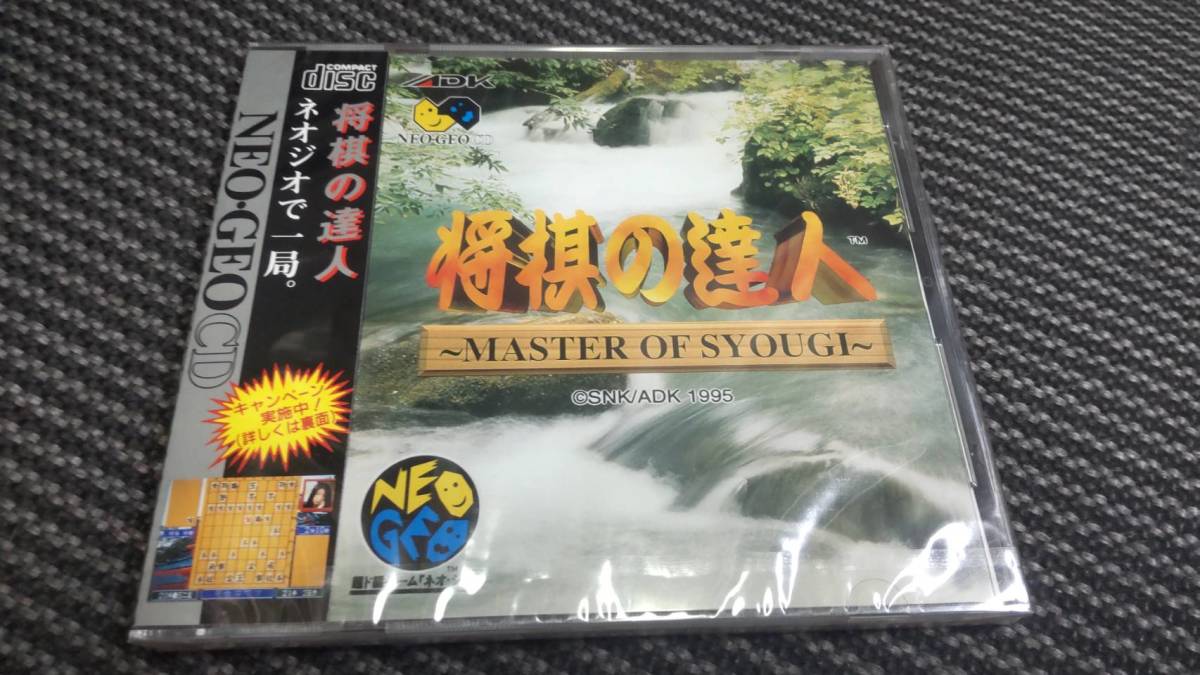 COMPACT
disc
将棋の達人
ネオジオで一局。
NEO・GEO CD
キャンペーン
実施中!
(詳しくは裏面)
ADK
NEO・GEO CD
将棋の達人™
~MASTER OF SYOUGI~
©SNK/ADK 1995
NEO
GEO
TM